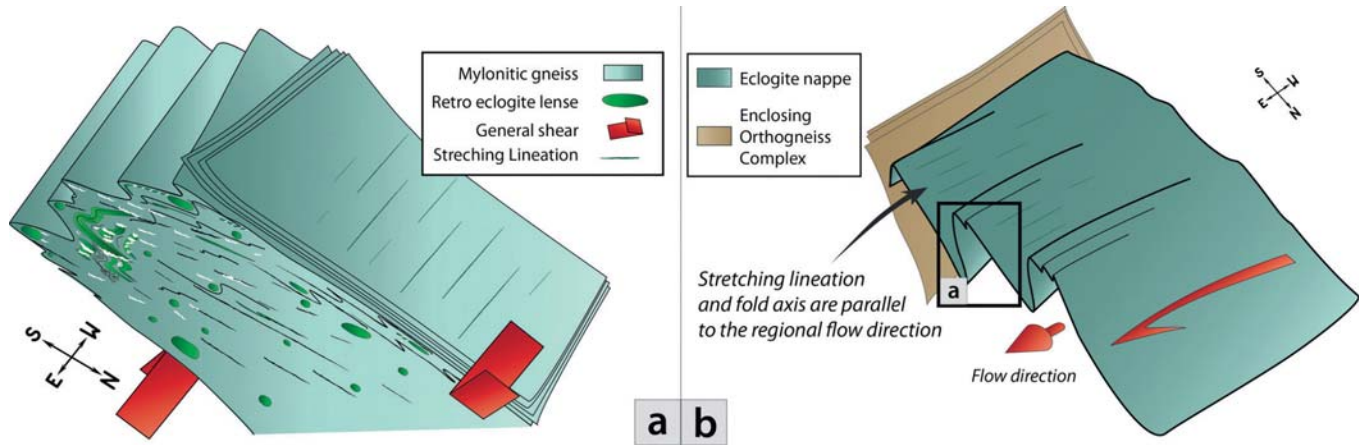 Mylonitic gneiss
Retro eclogite lense
General shear
Streching Lineation
S
W
E
N
a
b
Eclogite nappe
Enclosing
Orthogneiss
Complex
S
W
E
N
Stretching lineation
and fold axis are parallel
to the regional flow direction
a
Flow direction